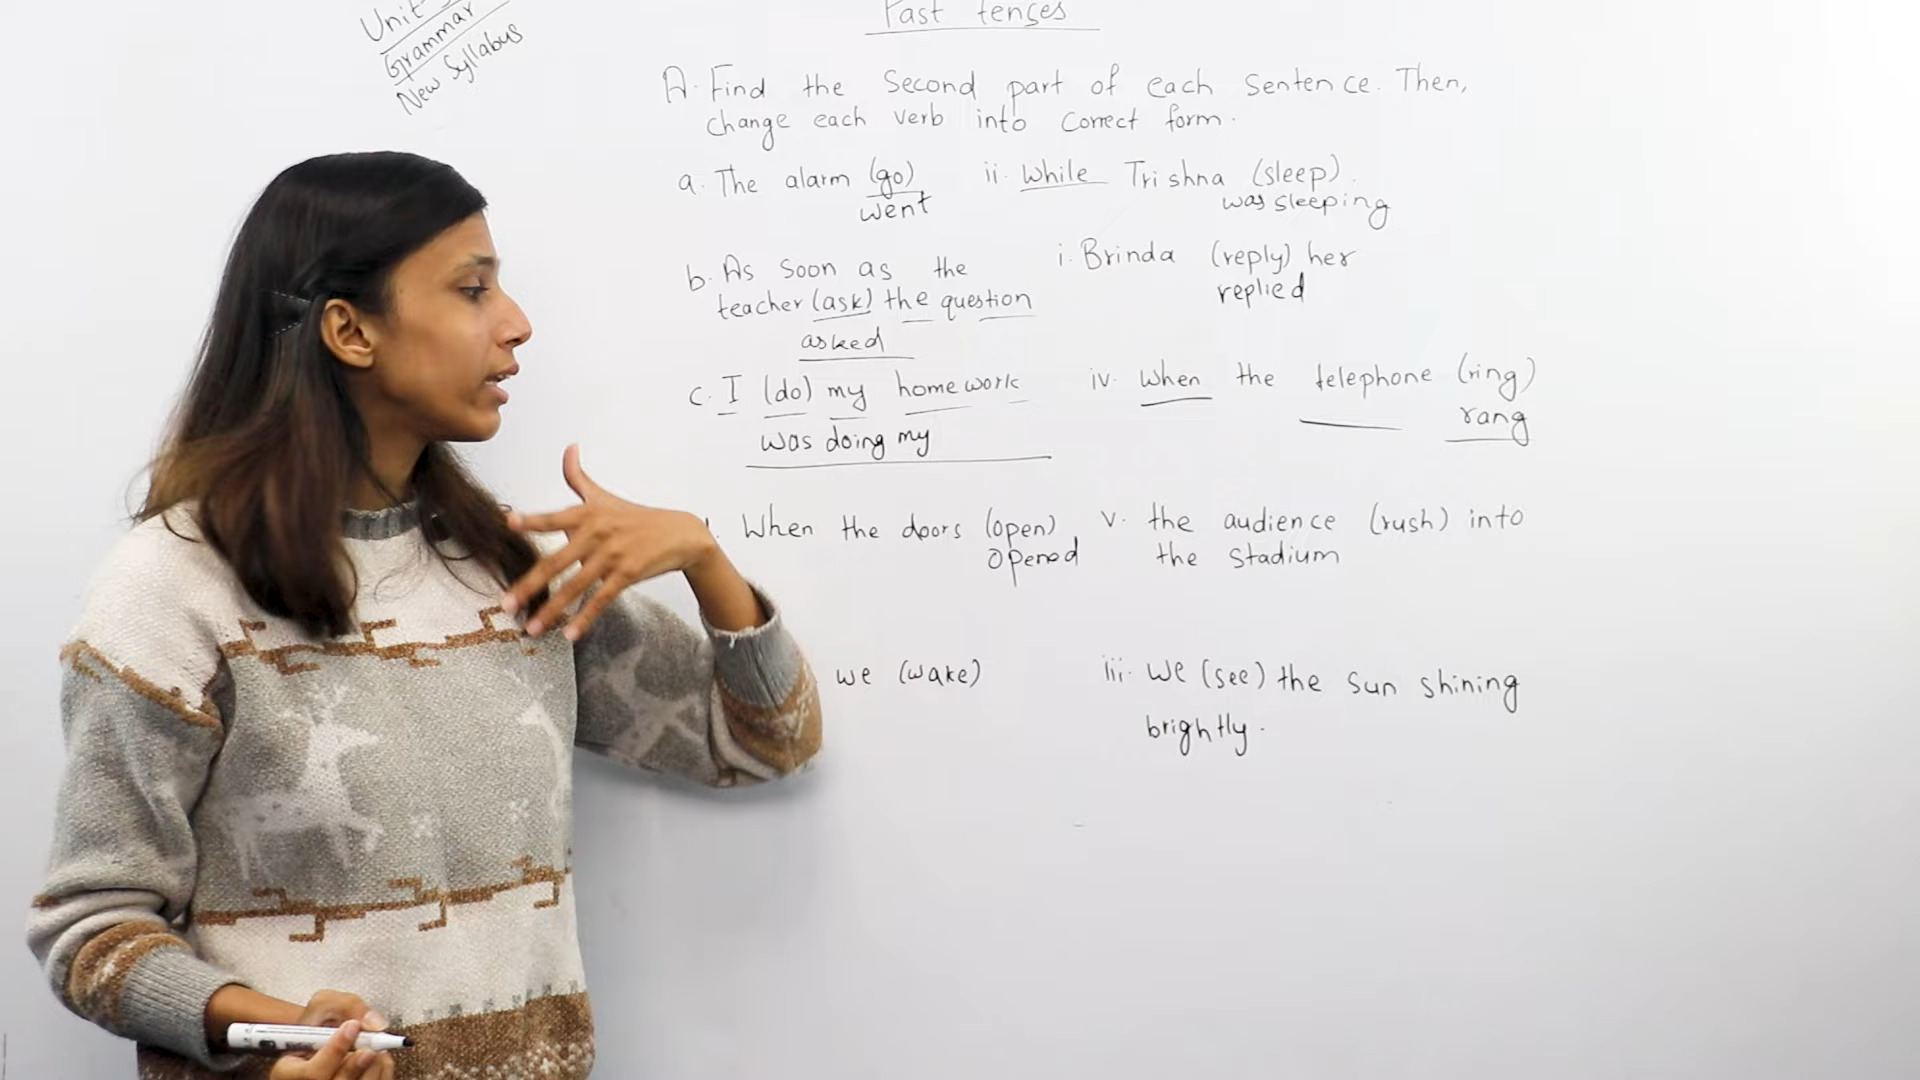 Unit-
Grammar
New Syllabus
Past tenses
A. Find the second part of each sentence. Then,
change each verb into correct form.
a. The alarm (go) ii. while Trishna (sleep).
went was sleeping
b. As soon as the i. Brinda (reply) her
teacher (ask) the question replied
asked
c. I (do) my homework iv. when the telephone (ring)
was doing my rang
When the doors (open) v. the audience (rush) into
opened the stadium
we (wake) iii. we (see) the sun shining
brightly.